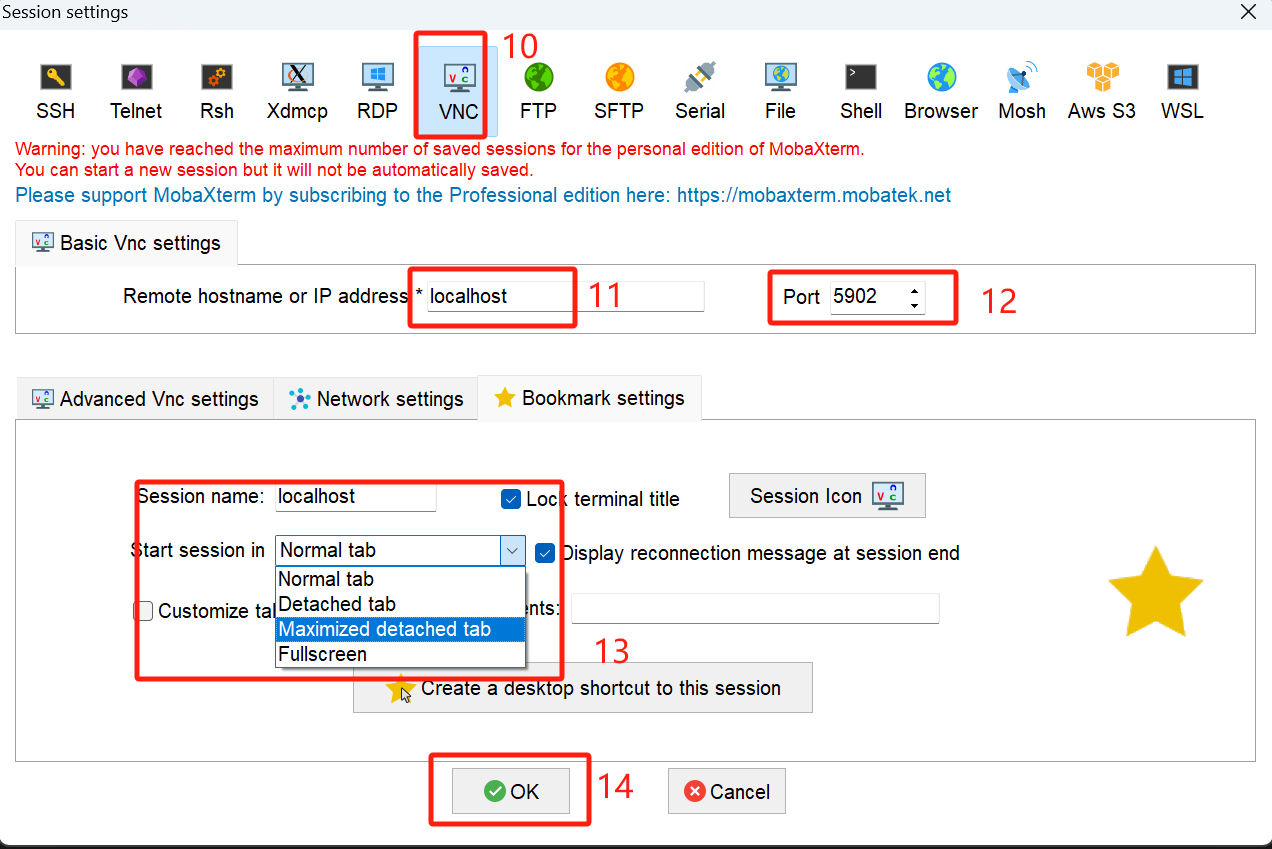 Session settings
10
SSH Telnet Rsh Xdmcp RDP VNC FTP SFTP Serial File Shell Browser Mosh Aws S3 WSL
Warning: you have reached the maximum number of saved sessions for the personal edition of MobaXterm.
You can start a new session but it will not be automatically saved.
Please support MobaXterm by subscribing to the Professional edition here: https://mobaxterm.mobatek.net
Basic Vnc settings
Remote hostname or IP address * localhost 11 Port 5902 12
Advanced Vnc settings Network settings Bookmark settings
Session name: localhost Lock terminal title Session Icon
Start session in Normal tab Display reconnection message at session end
Normal tab
Detached tab
Customize tal ents:
Maximized detached tab
Fullscreen
13
Create a desktop shortcut to this session
OK 14 Cancel